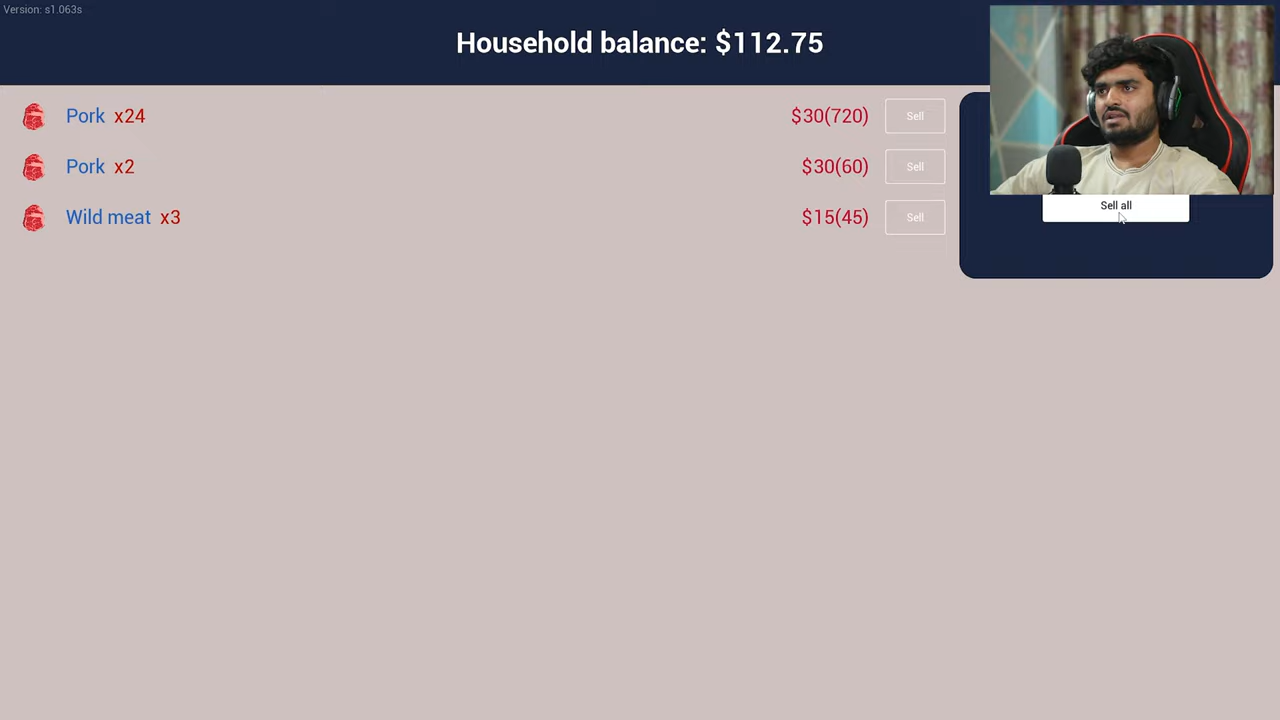 Version: s1.063s
Household balance: $112.75
Pork x24 $30(720) Sell
Pork x2 $30(60) Sell
Wild meat x3 $15(45) Sell
Sell all